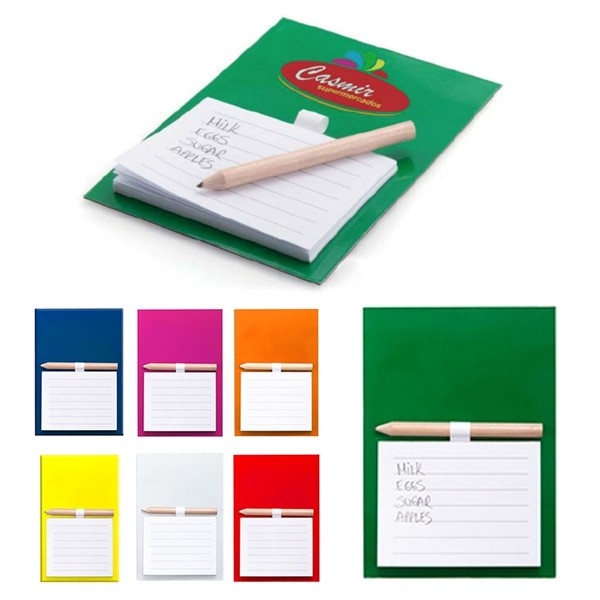 Casmir
supermercados
MILK
EGGS
SUGAR
APPLES
MILK
EGGS
SUGAR
APPLES